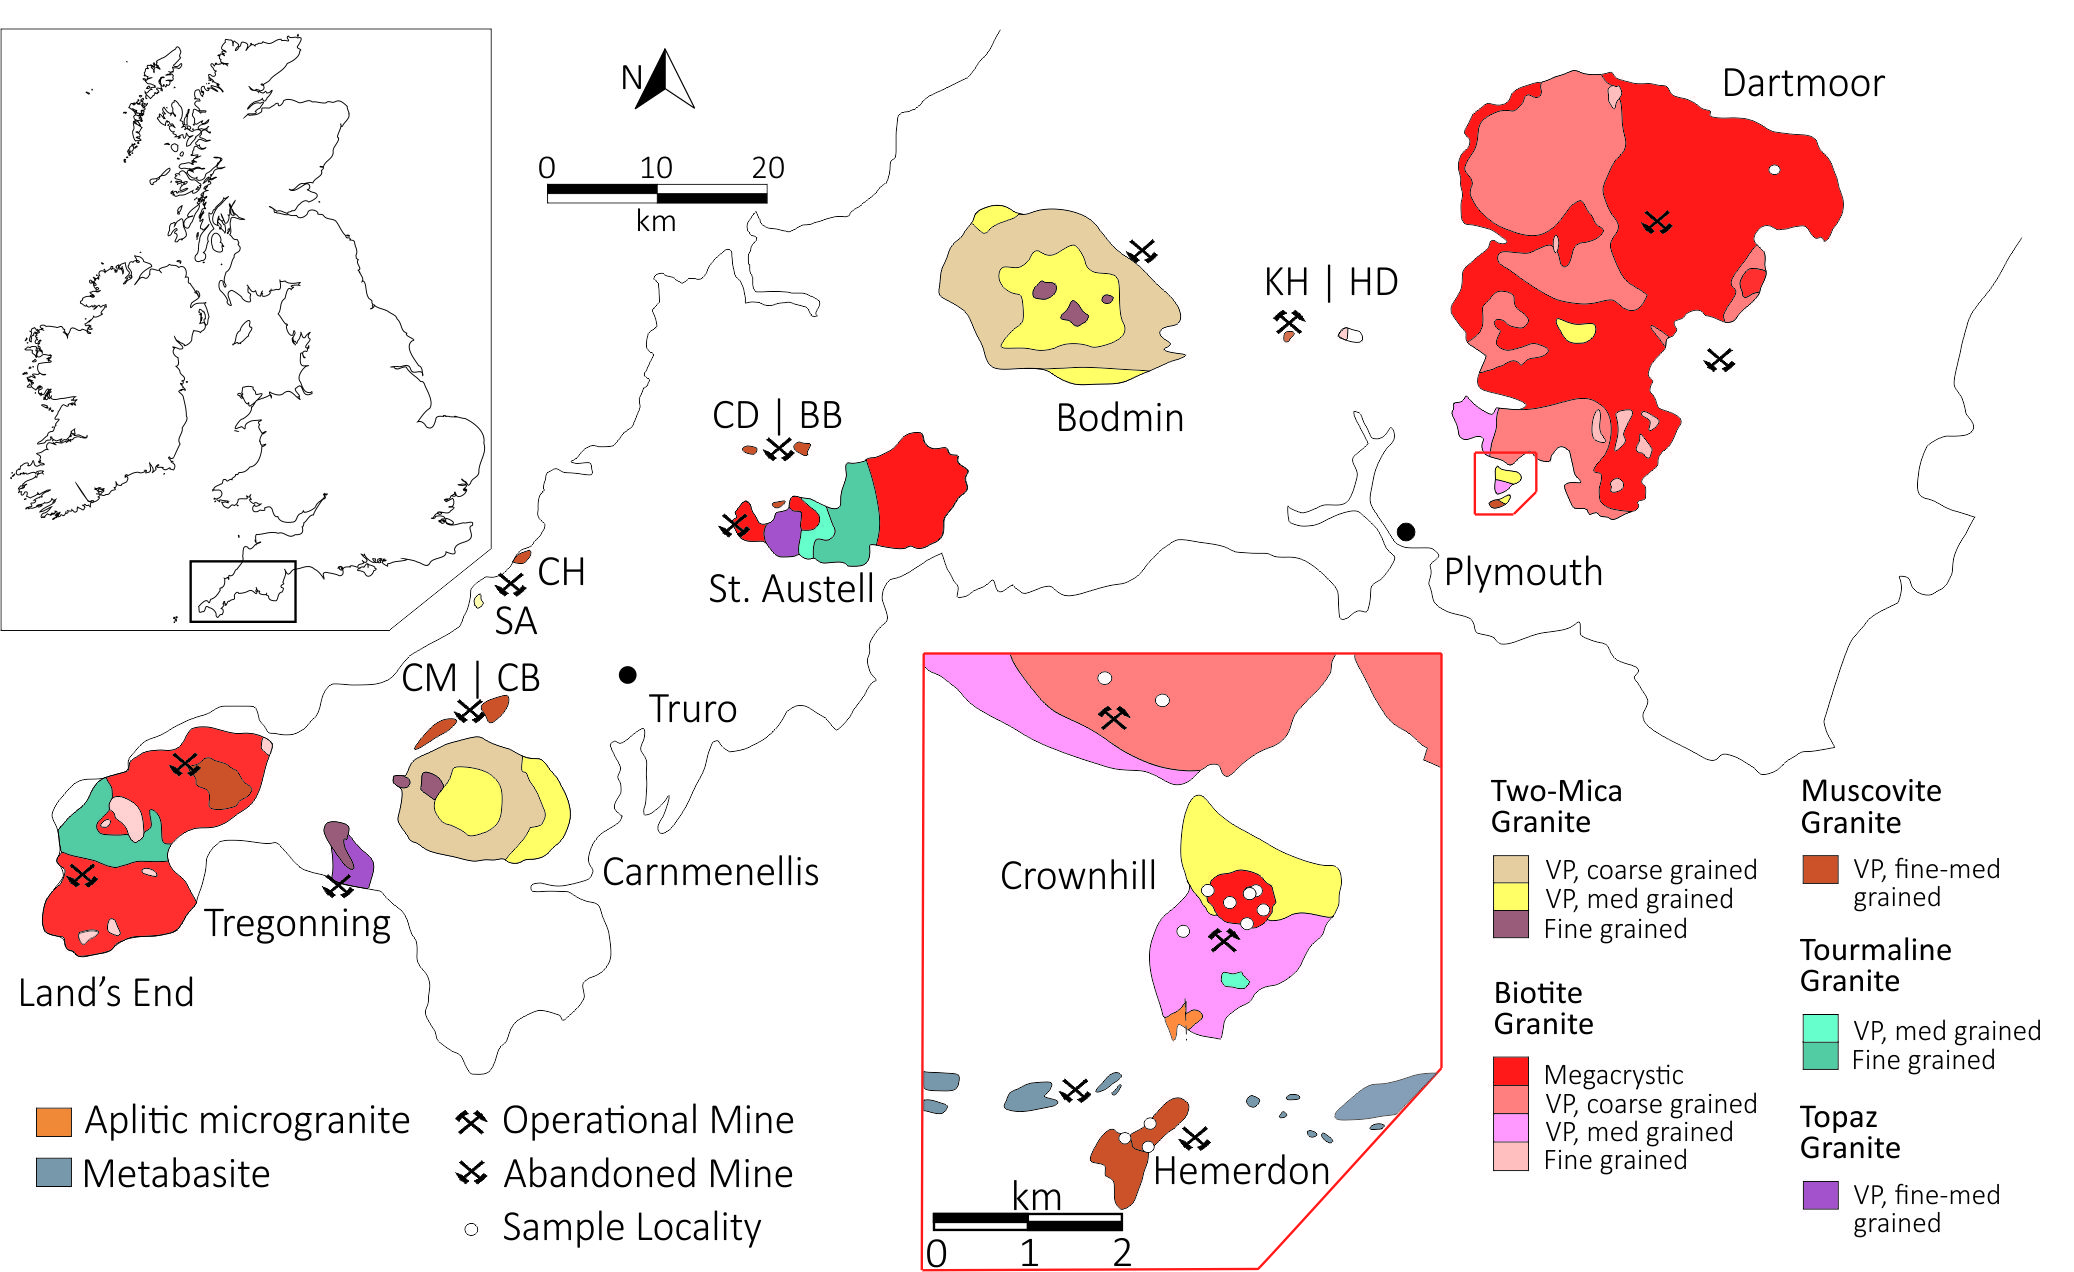 N
0 10 20
km
Dartmoor
KH | HD
Bodmin
CD | BB
St. Austell
Plymouth
CH
SA
CM | CB
Truro
Carnmenellis
Tregonning
Land's End
Crownhill
Hemerdon
km
0 1 2
Aplitic microgranite
Metabasite
Operational Mine
Abandoned Mine
Sample Locality
Two-Mica
Granite
VP, coarse grained
VP, med grained
Fine grained
Biotite
Granite
Megacrystic
VP, coarse grained
VP, med grained
Fine grained
Muscovite
Granite
VP, fine-med
grained
Tourmaline
Granite
VP, med grained
Fine grained
Topaz
Granite
VP, fine-med
grained